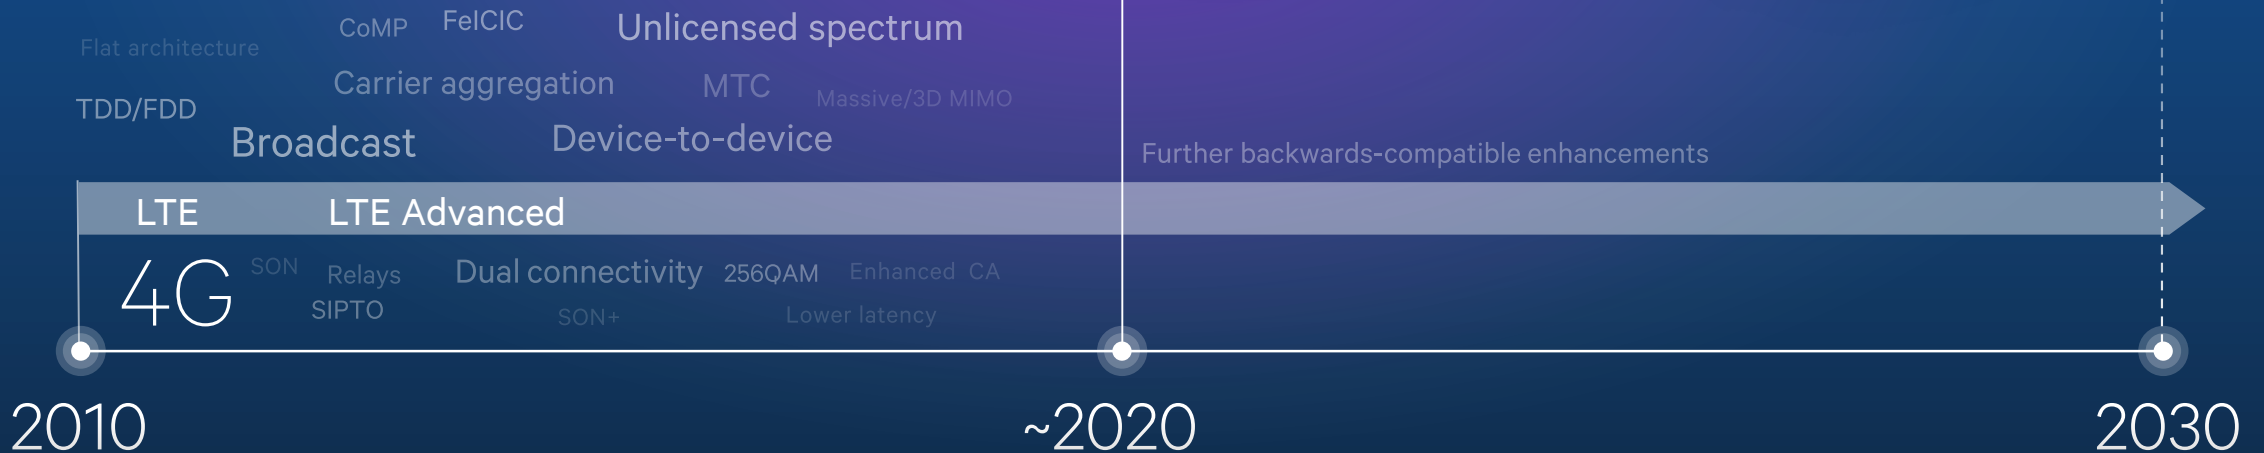 CoMP
FeICIC
Unlicensed spectrum
Flat architecture
Carrier aggregation
MTC
Massive/3D MIMO
TDD/FDD
Broadcast
Device-to-device
Further backwards-compatible enhancements
LTE
LTE Advanced
4G
SON
Relays
Dual connectivity
256QAM
Enhanced CA
SIPTO
SON+
Lower latency
2010
~2020
2030